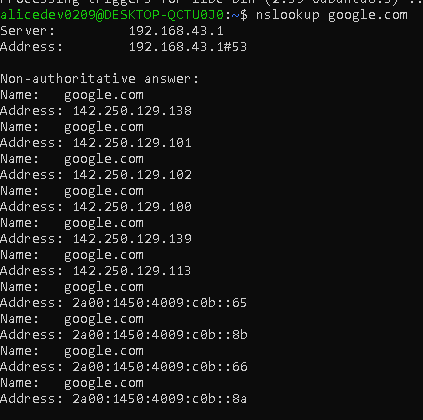 Processing triggers for libc-bin (2.39-0ubuntu8.3) ...
alicedev0209@DESKTOP-QCTU0J0:~$ nslookup google.com
Server: 192.168.43.1
Address: 192.168.43.1#53
Non-authoritative answer:
Name: google.com
Address: 142.250.129.138
Name: google.com
Address: 142.250.129.101
Name: google.com
Address: 142.250.129.102
Name: google.com
Address: 142.250.129.100
Name: google.com
Address: 142.250.129.139
Name: google.com
Address: 142.250.129.113
Name: google.com
Address: 2a00:1450:4009:c0b::65
Name: google.com
Address: 2a00:1450:4009:c0b::8b
Name: google.com
Address: 2a00:1450:4009:c0b::66
Name: google.com
Address: 2a00:1450:4009:c0b::8a